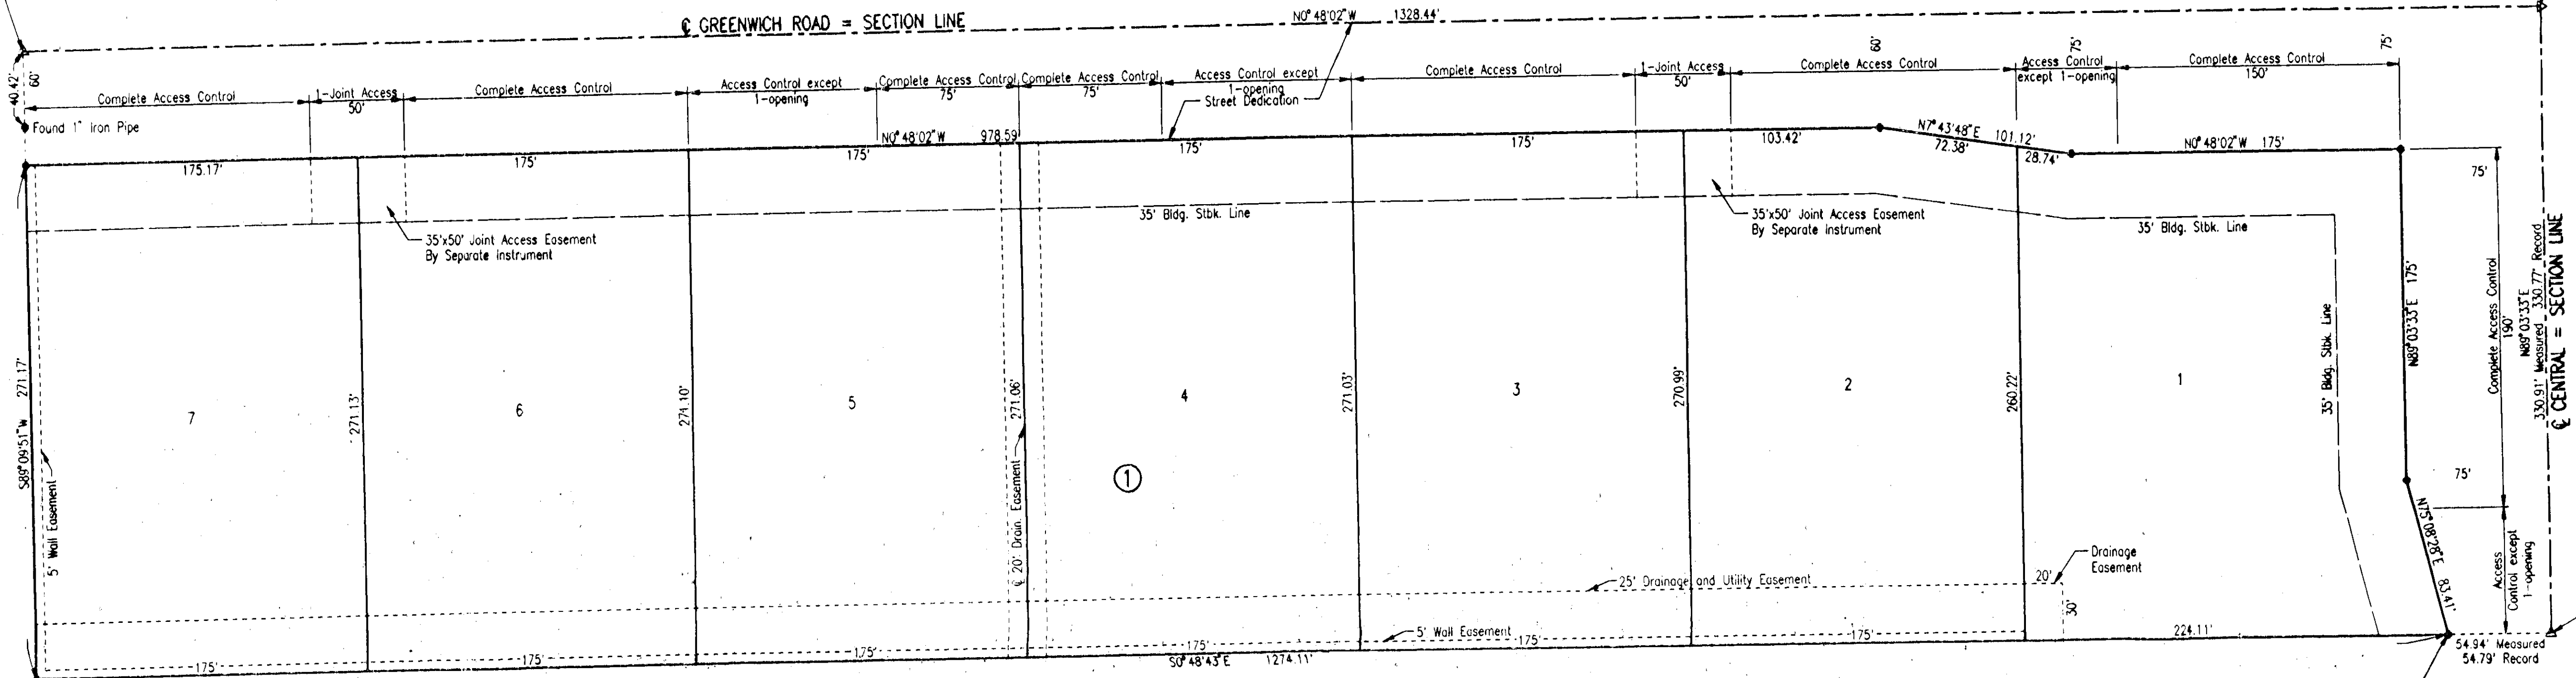 ℄ GREENWICH ROAD = SECTION LINE
N0°48'02"W 1328.44'
40.42'
60'
60'
75'
75'
Complete Access Control
1-Joint Access
50'
Complete Access Control
Access Control except
1-opening
Complete Access Control
75'
Complete Access Control
75'
Access Control except
1-opening
Complete Access Control
1-Joint Access
50'
Complete Access Control
Access Control
except 1-opening
Complete Access Control
150'
Street Dedication
Found 1" Iron Pipe
N0°48'02"W 978.59
N7°43'48"E 101.12'
N0°48'02"W 175'
175.17'
175'
175'
175'
175'
103.42'
72.38'
28.74'
75'
35'x50' Joint Access Easement
By Separate Instrument
35' Bldg. Stbk. Line
35'x50' Joint Access Easement
By Separate Instrument
35' Bldg. Stbk. Line
S89°09'51"W 271.17'
271.13'
271.10'
271.06'
271.03'
270.99'
260.22'
35' Bldg. Stbk. Line
N89°03'33"E 175'
Complete Access Control
190'
N89°03'33"E
330.91' Measured 330.77' Record
℄ CENTRAL = SECTION LINE
7
6
5
4
3
2
1
1
5' Wall Easement
℄ 20' Drain. Easement
75'
N75°08'28"E 83.41'
Access
Control except
1-opening
25' Drainage and Utility Easement
20'
Drainage
Easement
30'
5' Wall Easement
175'
175'
175'
175'
175'
175'
224.11'
S0°48'43"E 1274.11'
54.94' Measured
54.79' Record